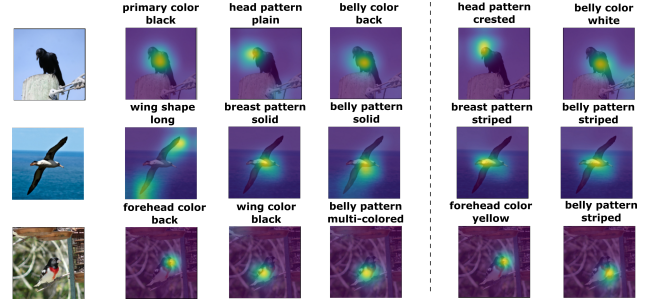 primary color
black
head pattern
plain
belly color
back
head pattern
crested
belly color
white
wing shape
long
breast pattern
solid
belly pattern
solid
breast pattern
striped
belly pattern
striped
forehead color
back
wing color
black
belly pattern
multi-colored
forehead color
yellow
belly pattern
striped